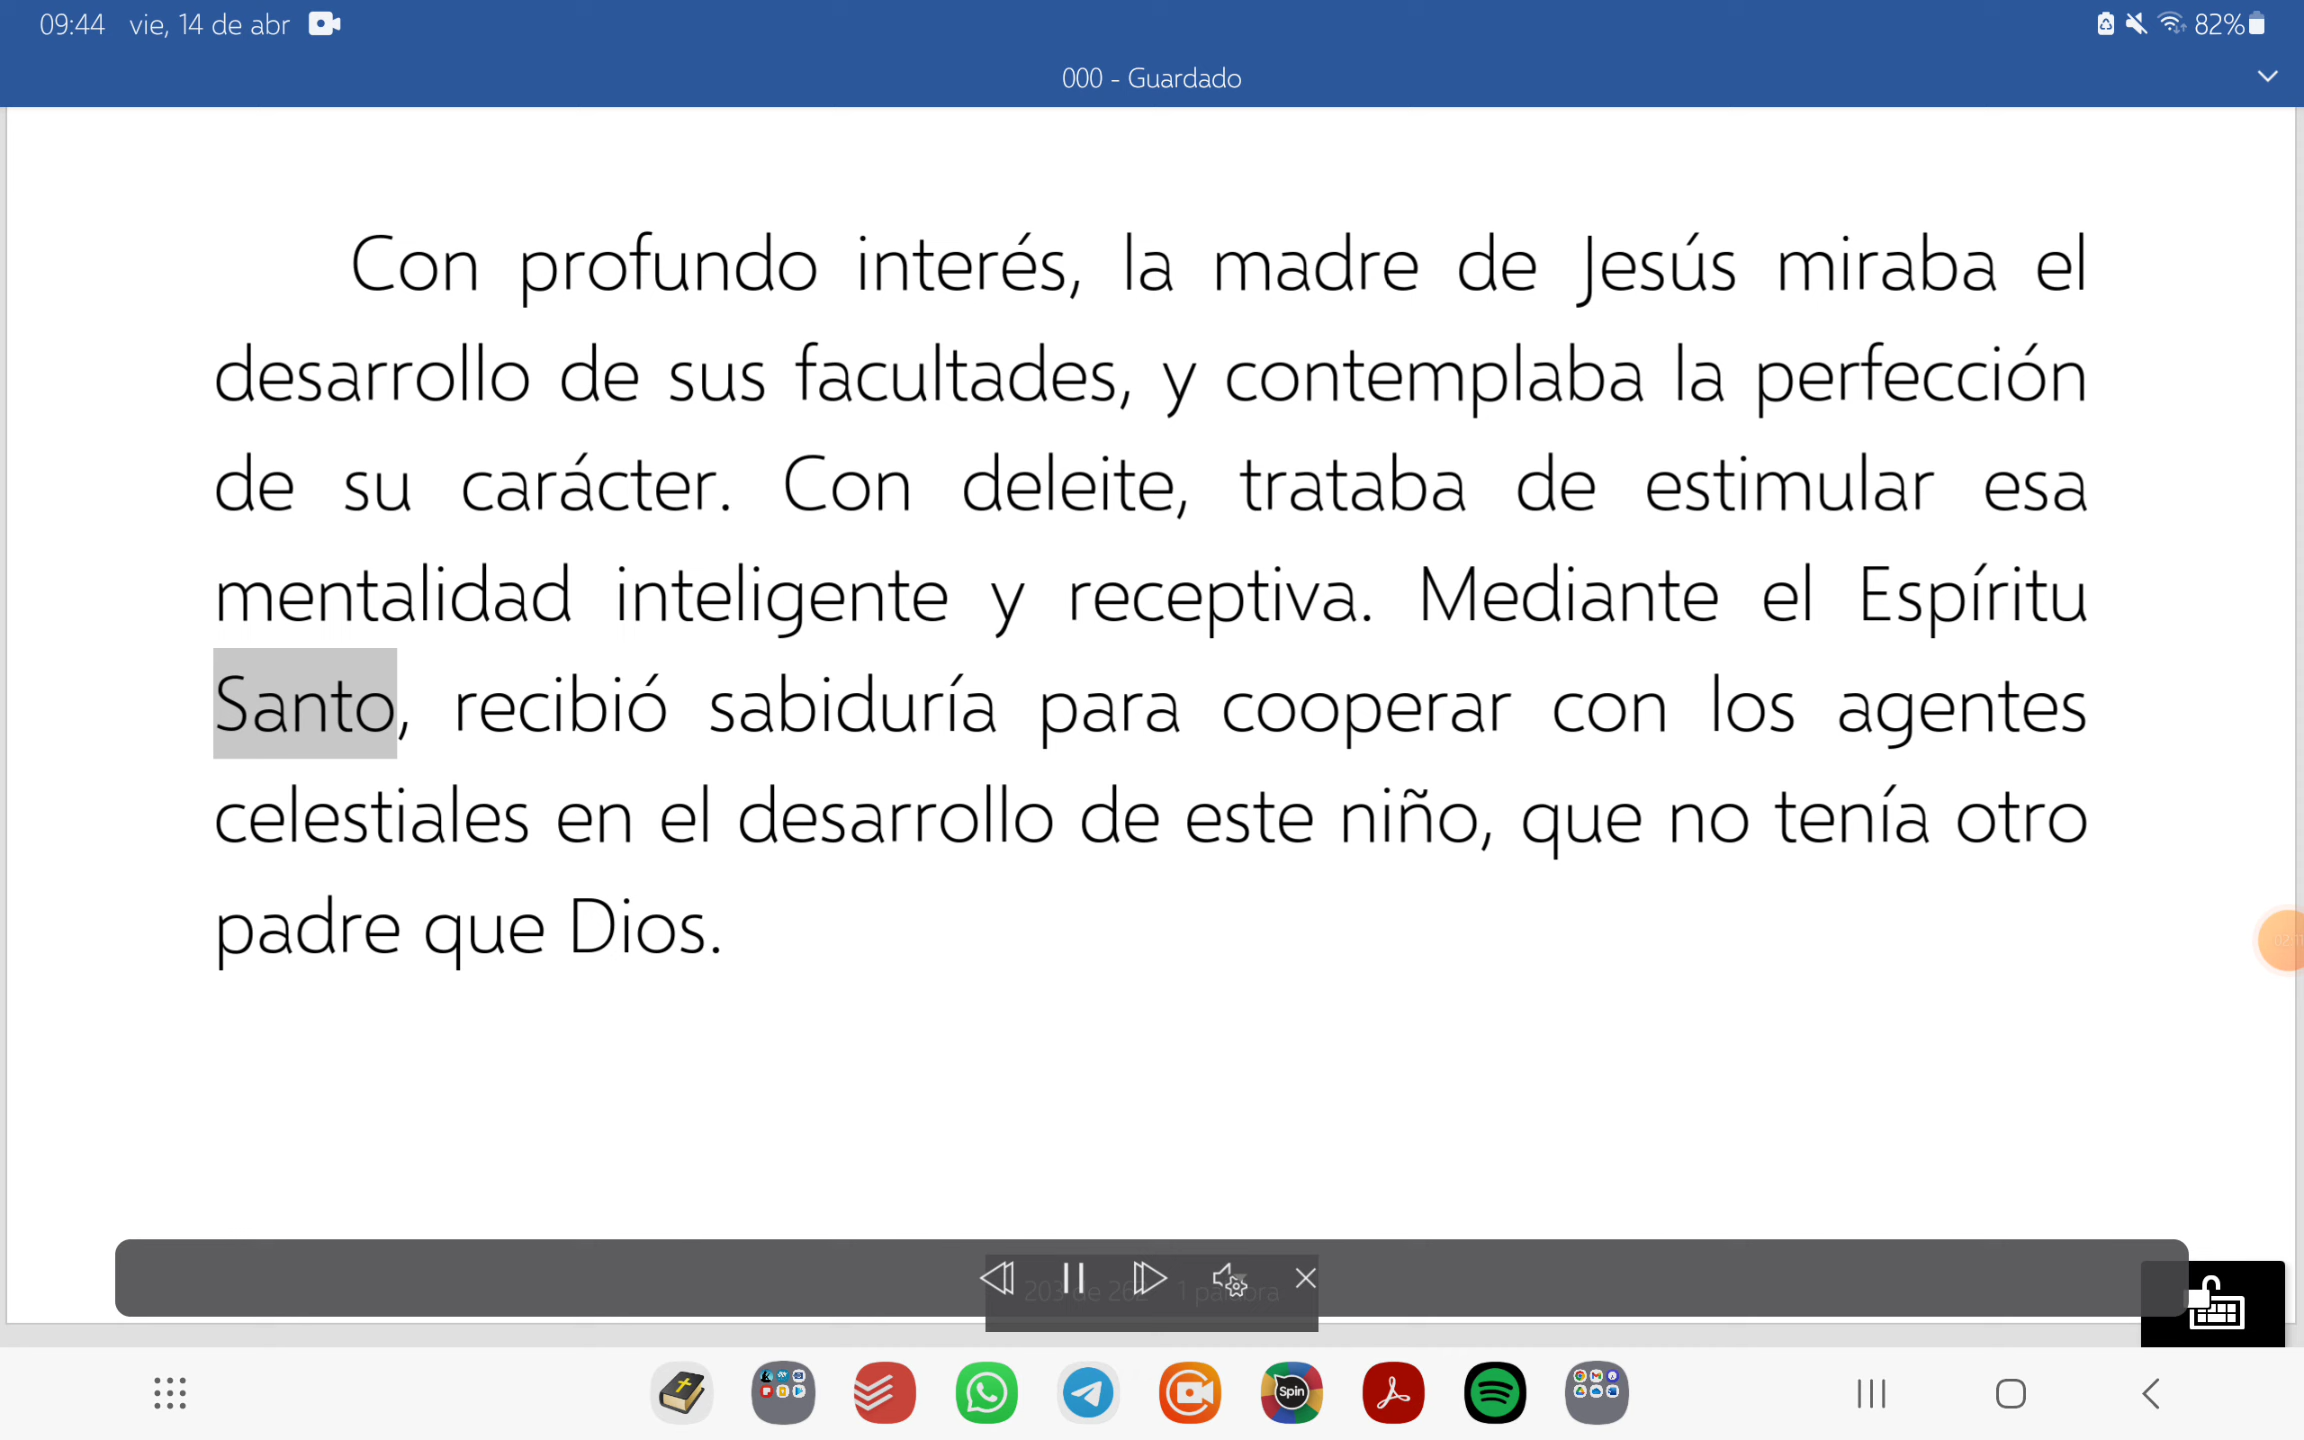 09:44 vie, 14 de abr
82%
000 - Guardado
Con profundo interés, la madre de Jesús miraba el
desarrollo de sus facultades, y contemplaba la perfección
de su carácter. Con deleite, trataba de estimular esa
mentalidad inteligente y receptiva. Mediante el Espíritu
Santo, recibió sabiduría para cooperar con los agentes
celestiales en el desarrollo de este niño, que no tenía otro
padre que Dios.
203 de 262
Spin